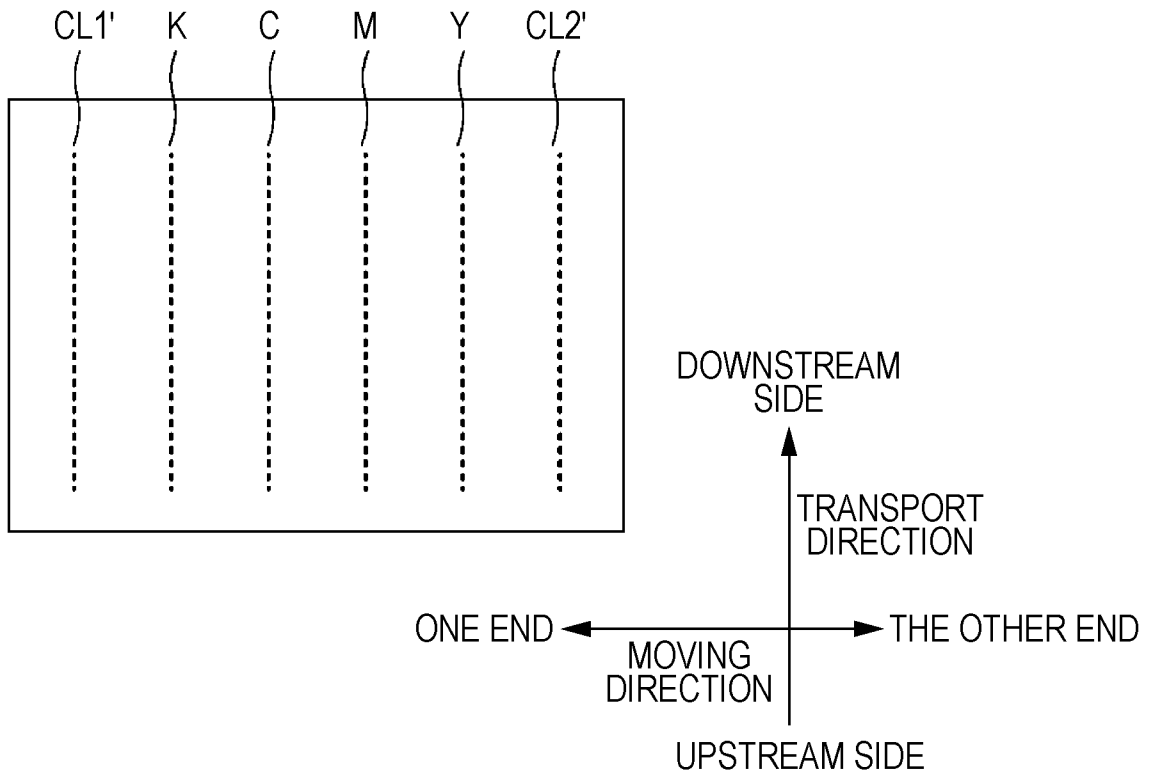 CL1' K C M Y CL2'
DOWNSTREAM
SIDE
TRANSPORT
DIRECTION
ONE END
THE OTHER END
MOVING
DIRECTION
UPSTREAM SIDE